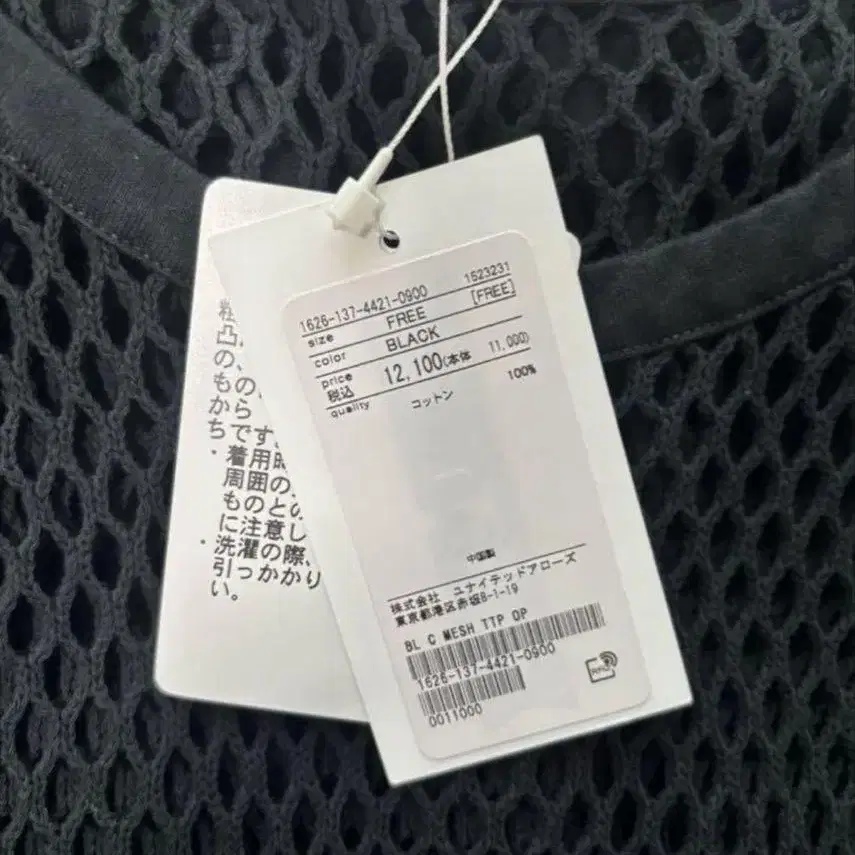 1626-137-4421-0900 1523231
size FREE [FREE]
color BLACK
price
税込 12,100(本体 11,000)
quality コットン 100%
中国製
株式会社 ユナイテッドアローズ
東京都港区赤坂8-1-19
BL C MESH TTP OP
1626-137-4421-0900
0011000
粗
凸
の、
もの
から
ちです
・着用時
周囲の
ものとの
に注意し
・洗濯の際、
引っかかり
い。